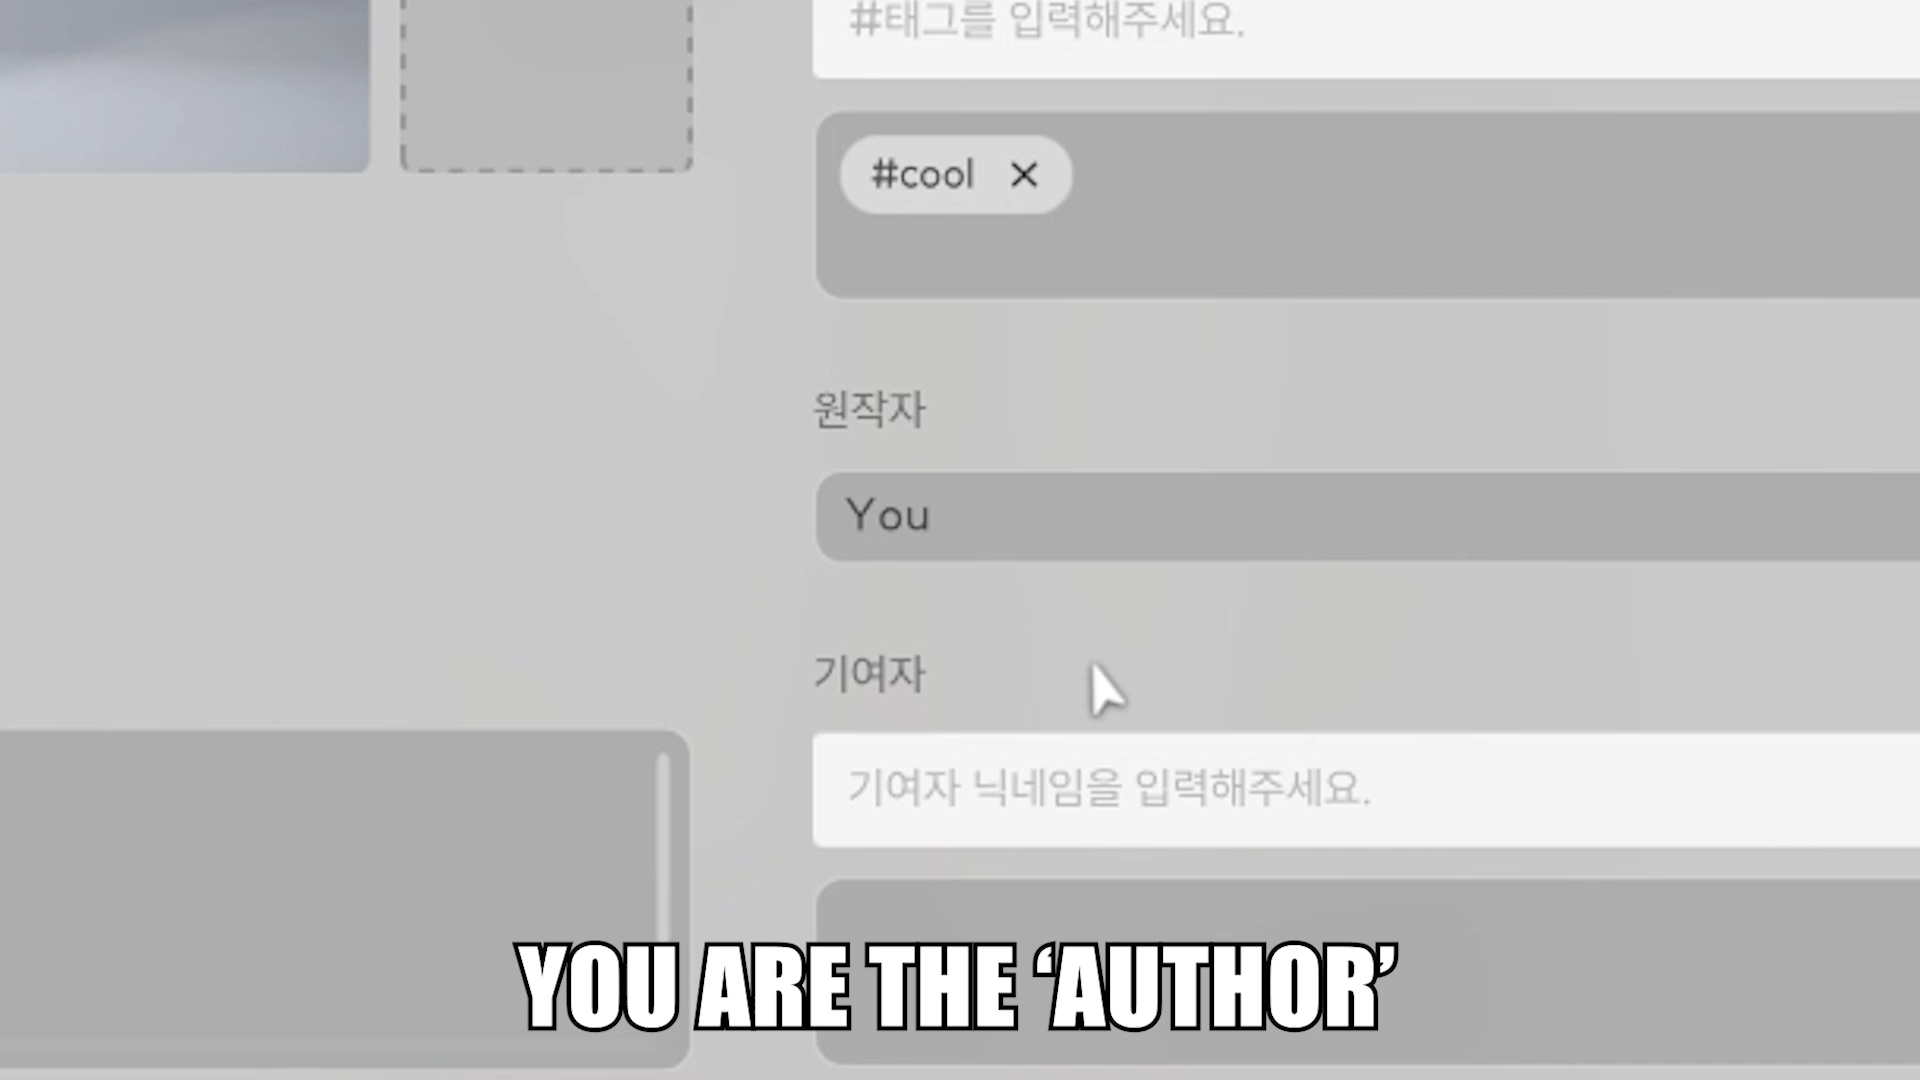 #태그를 입력해주세요.
#cool ×
원작자
You
기여자
기여자 닉네임을 입력해주세요.
YOU ARE THE ‘AUTHOR’